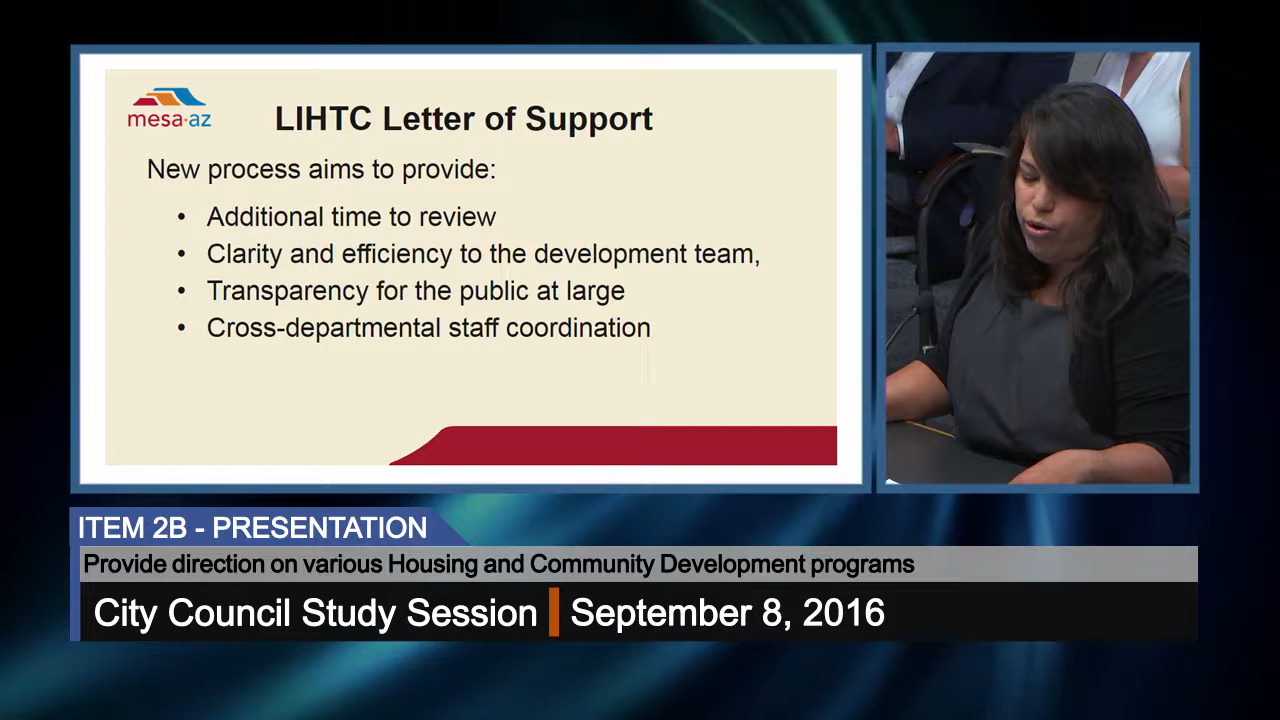 mesa·az
LIHTC Letter of Support
New process aims to provide:
• Additional time to review
• Clarity and efficiency to the development team,
• Transparency for the public at large
• Cross-departmental staff coordination
ITEM 2B - PRESENTATION
Provide direction on various Housing and Community Development programs
City Council Study Session
September 8, 2016